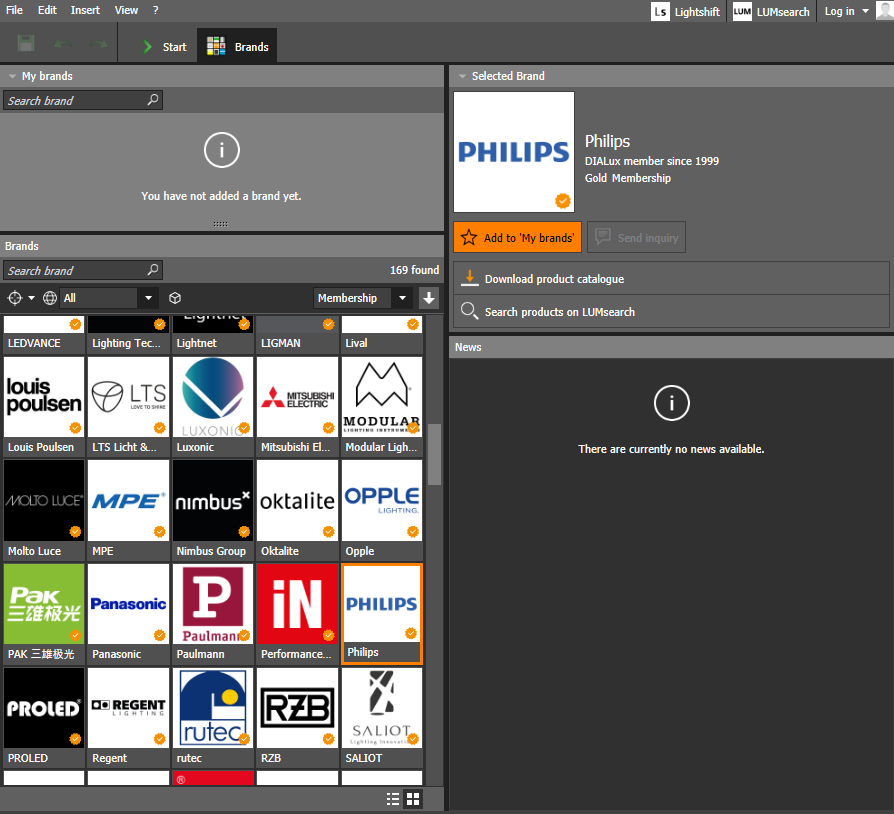 File Edit Insert View ?
Ls Lightshift LUM LUMsearch Log in
Start Brands
My brands
Search brand
i
You have not added a brand yet.
Brands
Search brand
169 found
All Membership
Lightnet
LEDVANCE Lighting Tec... Lightnet LIGMAN Lival
louis poulsen
LTS
LOVE TO SHINE
LUXONIC
MITSUBISHI ELECTRIC
MODULAR
LIGHTING INSTRUMENTS
Louis Poulsen LTS Licht &... Luxonic Mitsubishi El... Modular Ligh...
MOLTO LUCE®
MPE®
nimbus×
oktalite
OPPLE
LIGHTING
Molto Luce MPE Nimbus Group Oktalite Opple
Pak
三雄极光
Panasonic
P
Paulmann
iN
PHILIPS
PAK 三雄极光 Panasonic Paulmann Performance... Philips
PROLED®
REGENT
LIGHTING
rutec
RZB
SALIOT
Lighting Innovation
PROLED Regent rutec RZB SALIOT
®
Selected Brand
PHILIPS
Philips
DIALux member since 1999
Gold Membership
Add to 'My brands' Send inquiry
Download product catalogue
Search products on LUMsearch
News
i
There are currently no news available.